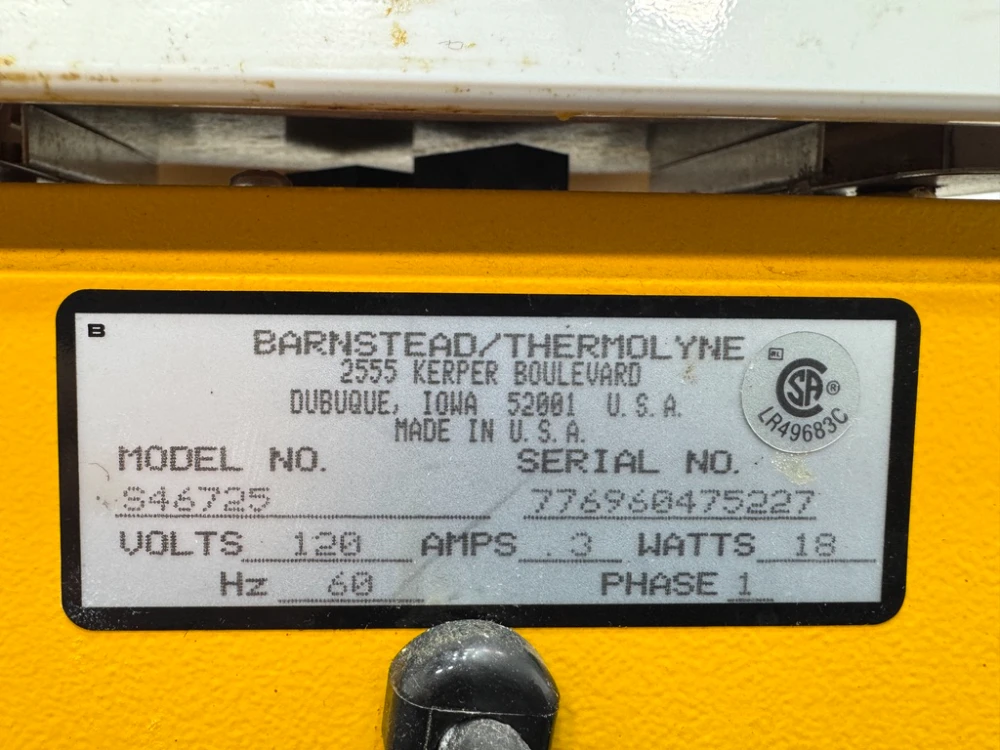 B
BARNSTEAD/THERMOLYNE
2555 KERPER BOULEVARD
DUBUQUE, IOWA 52001 U.S.A.
MADE IN U.S.A.
SA ®
LR49683C
MODEL NO. SERIAL NO.
S46725 776960475227
VOLTS 120 AMPS .3 WATTS 18
Hz 60 PHASE 1